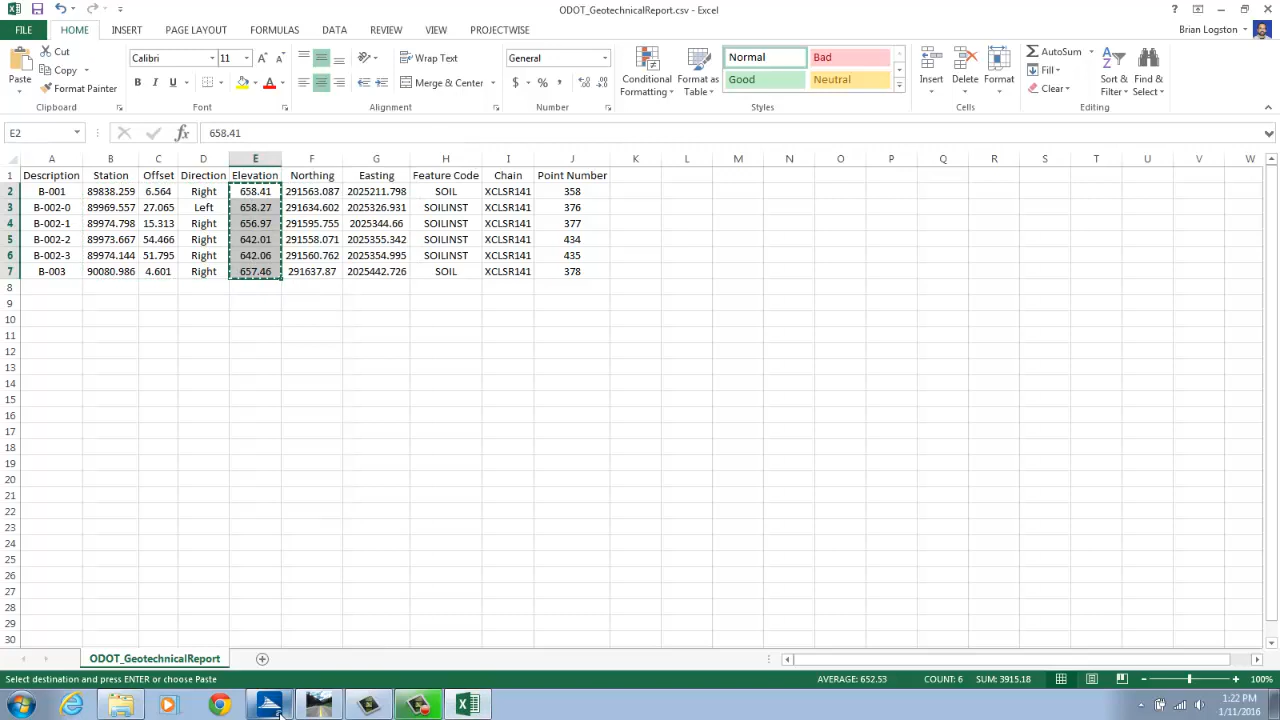 ODOT_GeotechnicalReport.csv - Excel
FILE HOME INSERT PAGE LAYOUT FORMULAS DATA REVIEW VIEW PROJECTWISE Brian Logston
Paste Cut Copy Format Painter Clipboard
Calibri 11 B I U A A A Font
Wrap Text Merge & Center Alignment
General $ % , .0 .00 .00 .0 Number
Conditional Formatting Format as Table Normal Bad Good Neutral Styles
Insert Delete Format Cells
AutoSum Fill Clear Sort & Filter Find & Select Editing
E2 fx 658.41
A B C D E F G H I J K L M N O P Q R S T U V W
1 Description Station Offset Direction Elevation Northing Easting Feature Code Chain Point Number
2 B-001 89838.259 6.564 Right 658.41 291563.087 2025211.798 SOIL XCLSR141 358
3 B-002-0 89969.557 27.065 Left 658.27 291634.602 2025326.931 SOILINST XCLSR141 376
4 B-002-1 89974.798 15.313 Right 656.97 291595.755 2025344.66 SOILINST XCLSR141 377
5 B-002-2 89973.667 54.466 Right 642.01 291558.071 2025355.342 SOILINST XCLSR141 434
6 B-002-3 89974.144 51.795 Right 642.06 291560.762 2025354.995 SOILINST XCLSR141 435
7 B-003 90080.986 4.601 Right 657.46 291637.87 2025442.726 SOIL XCLSR141 378
8
9
10
11
12
13
14
15
16
17
18
19
20
21
22
23
24
25
26
27
28
29
30
ODOT_GeotechnicalReport
Select destination and press ENTER or choose Paste AVERAGE: 652.53 COUNT: 6 SUM: 3915.18 100%
1:22 PM
1/11/2016